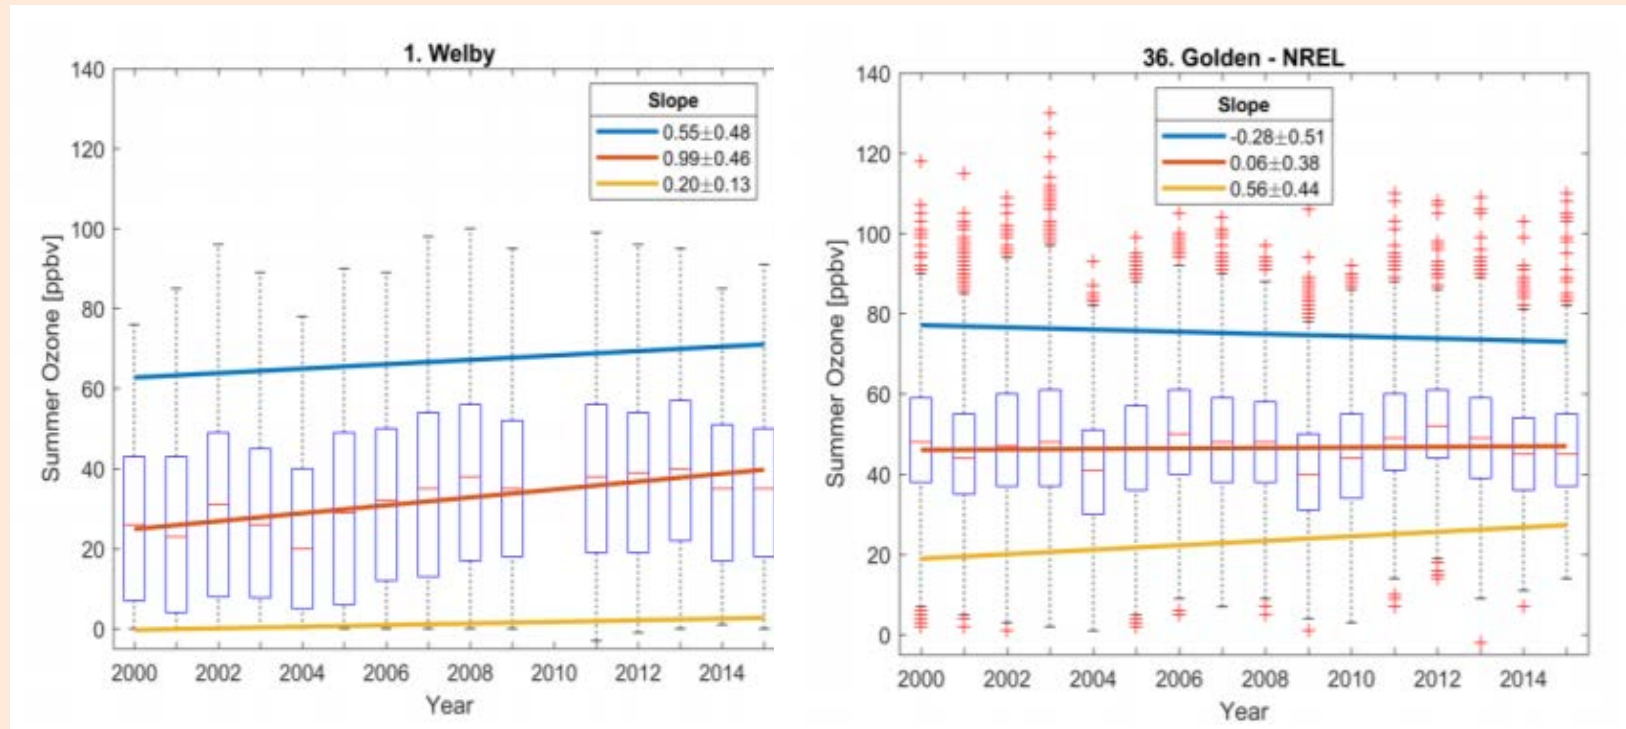 1. Welby
Slope
0.55±0.48
0.99±0.46
0.20±0.13
140
120
100
80
60
40
20
0
Summer Ozone [ppbv]
2000 2002 2004 2006 2008 2010 2012 2014
Year
36. Golden - NREL
Slope
-0.28±0.51
0.06±0.38
0.56±0.44
140
120
100
80
60
40
20
0
Summer Ozone [ppbv]
2000 2002 2004 2006 2008 2010 2012 2014
Year